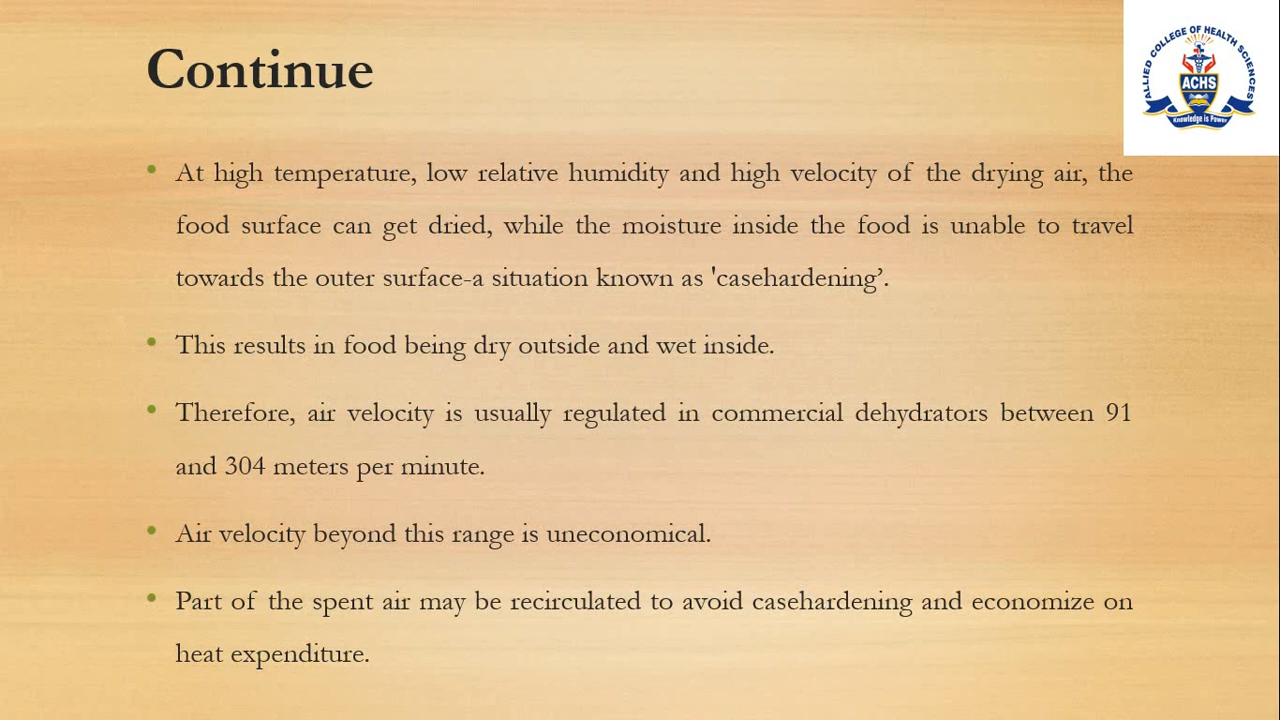 Continue
ALLIED COLLEGE OF HEALTH SCIENCES
ACHS
Knowledge is Power
• At high temperature, low relative humidity and high velocity of the drying air, the
food surface can get dried, while the moisture inside the food is unable to travel
towards the outer surface-a situation known as 'casehardening’.
• This results in food being dry outside and wet inside.
• Therefore, air velocity is usually regulated in commercial dehydrators between 91
and 304 meters per minute.
• Air velocity beyond this range is uneconomical.
• Part of the spent air may be recirculated to avoid casehardening and economize on
heat expenditure.